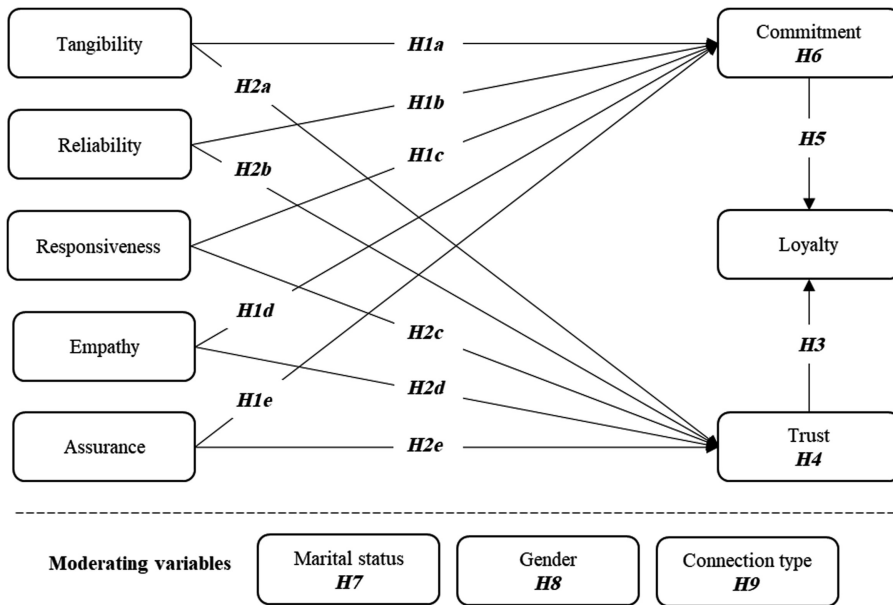 Tangibility
Reliability
Responsiveness
Empathy
Assurance
H1a
H2a
H1b
H2b
H1c
H1d
H2c
H2d
H1e
H2e
Commitment
H6
H5
Loyalty
H3
Trust
H4
Moderating variables
Marital status
H7
Gender
H8
Connection type
H9